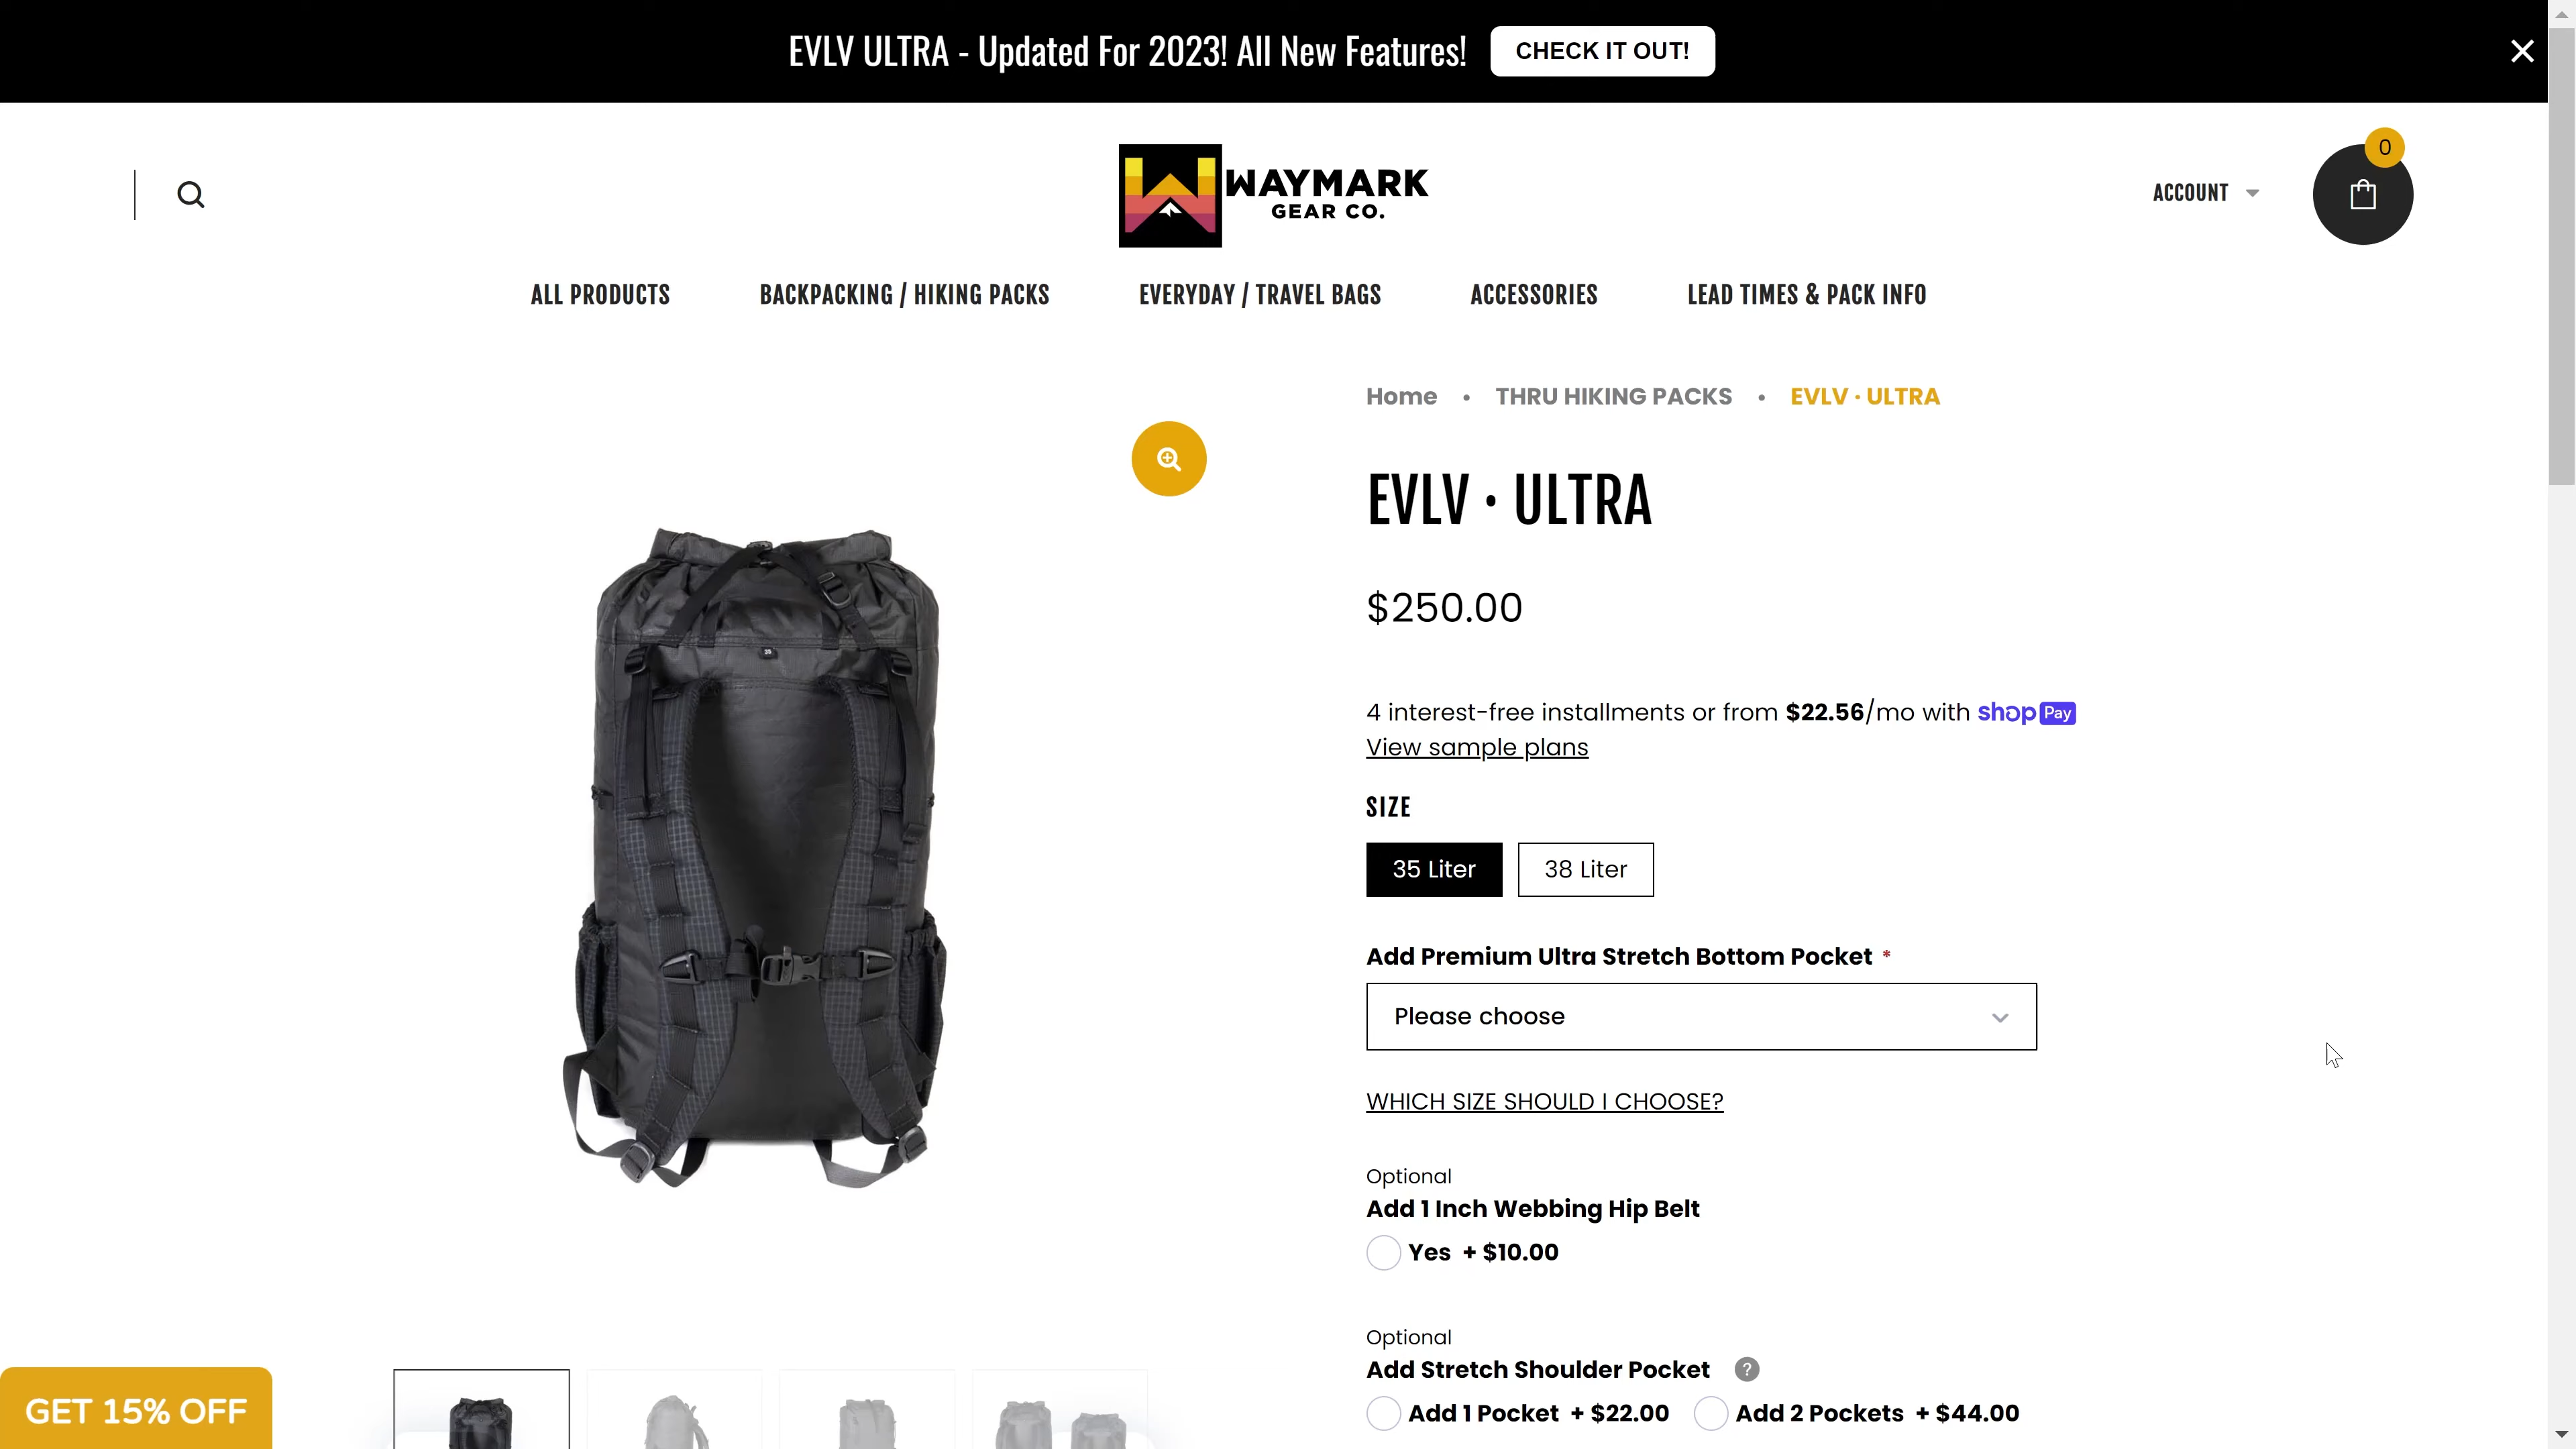 EVLV ULTRA - Updated For 2023! All New Features!
CHECK IT OUT!
WAYMARK
GEAR CO.
ACCOUNT
0
ALL PRODUCTS
BACKPACKING / HIKING PACKS
EVERYDAY / TRAVEL BAGS
ACCESSORIES
LEAD TIMES & PACK INFO
Home • THRU HIKING PACKS • EVLV · ULTRA
EVLV · ULTRA
$250.00
4 interest-free installments or from $22.56/mo with shop Pay
View sample plans
SIZE
35 Liter
38 Liter
Add Premium Ultra Stretch Bottom Pocket *
Please choose
WHICH SIZE SHOULD I CHOOSE?
Optional
Add 1 Inch Webbing Hip Belt
Yes + $10.00
Optional
Add Stretch Shoulder Pocket ?
Add 1 Pocket + $22.00
Add 2 Pockets + $44.00
GET 15% OFF